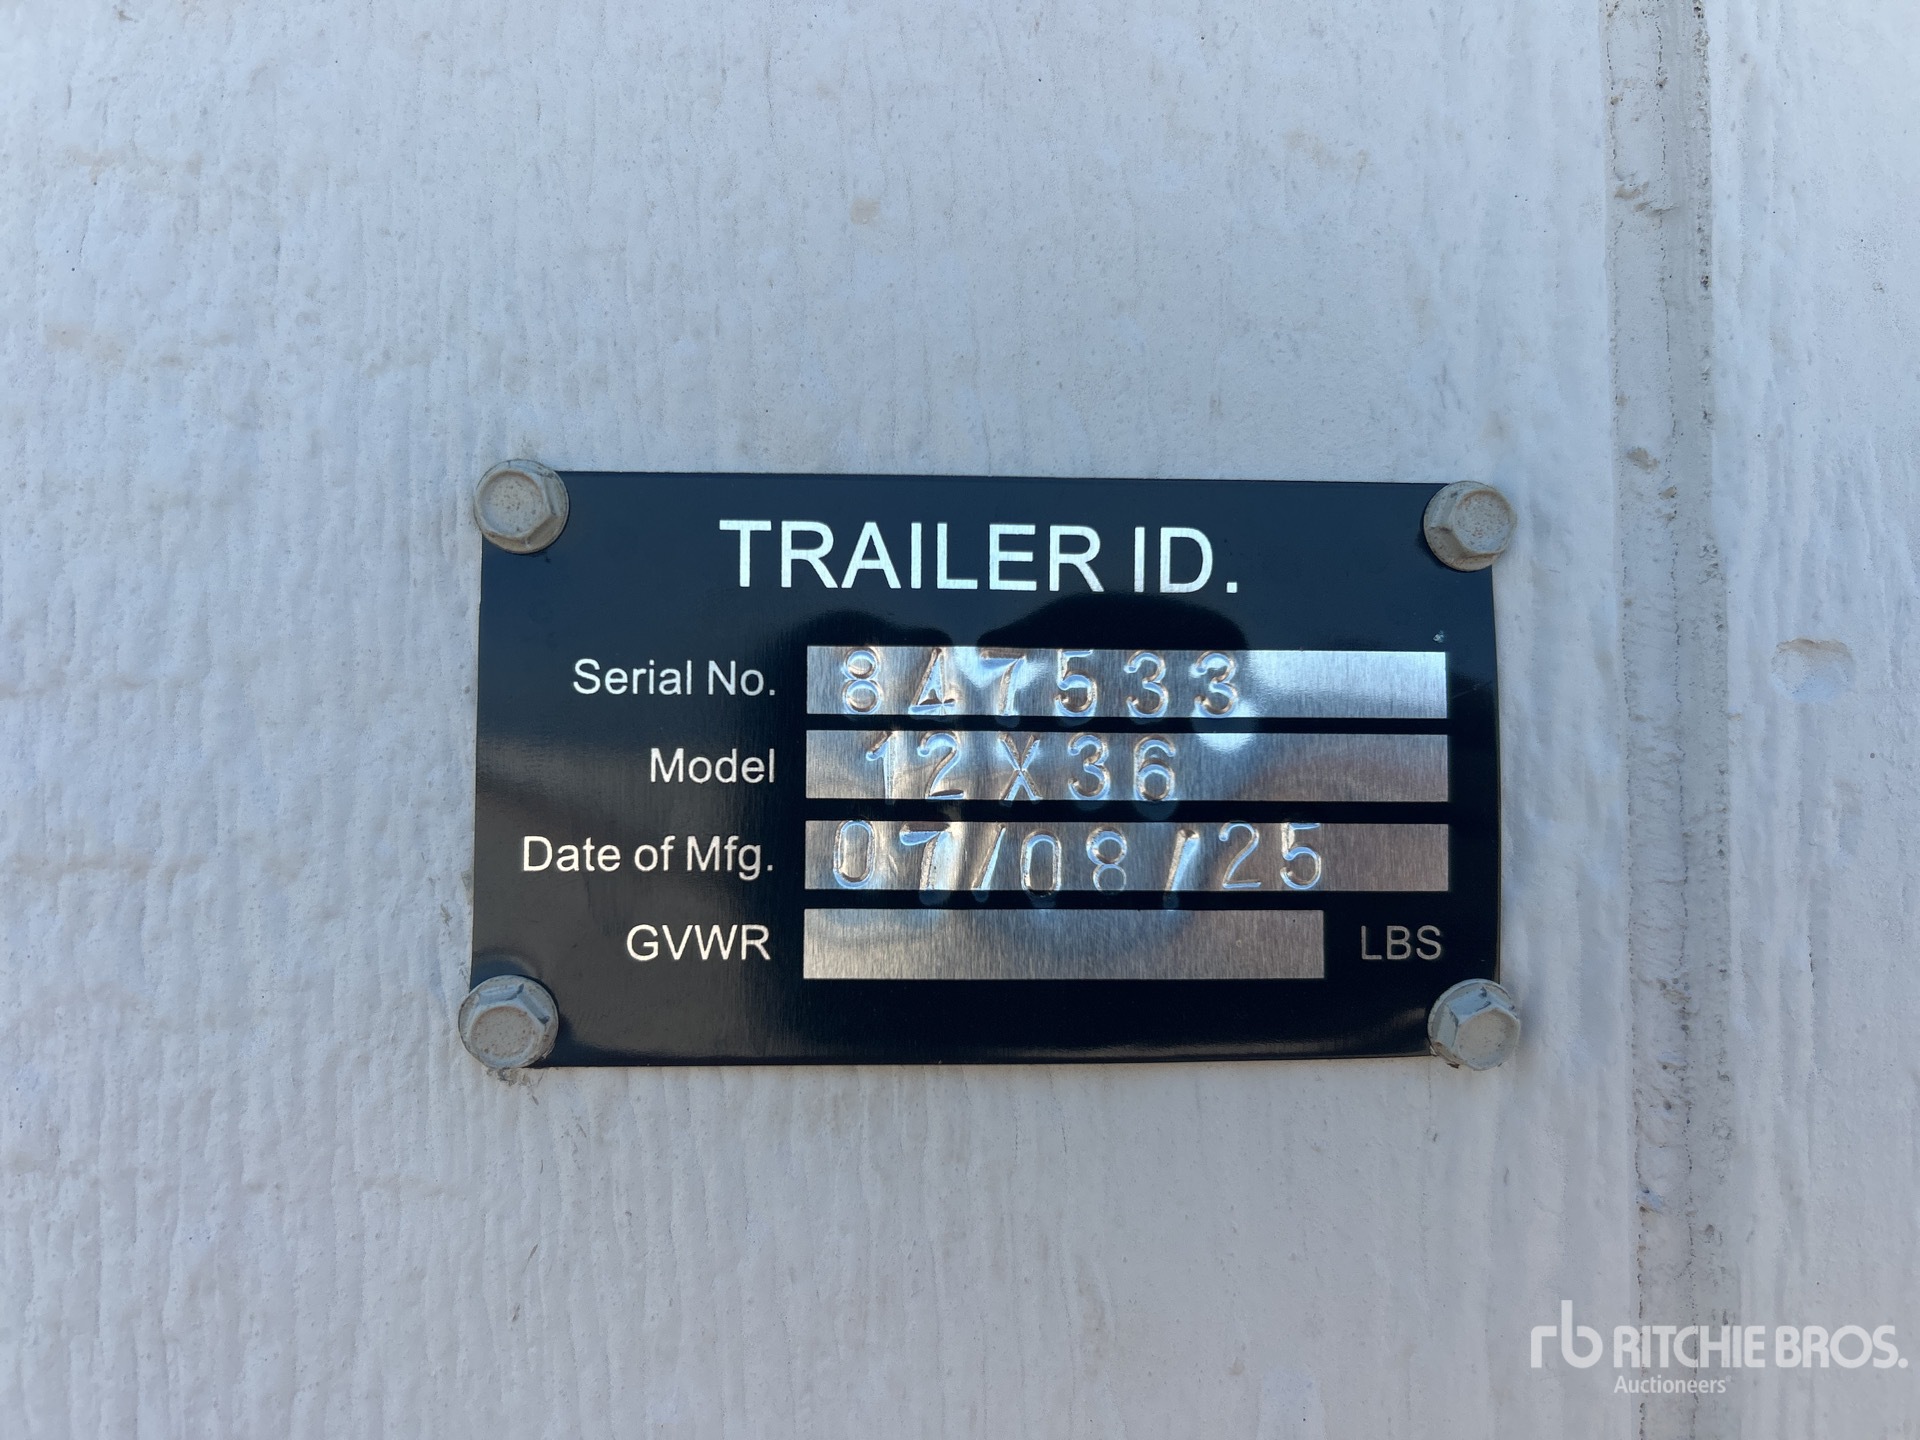 TRAILER ID.
Serial No. 847533
Model 12X36
Date of Mfg. 07/08/25
GVWR LBS
rb RITCHIE BROS.
Auctioneers